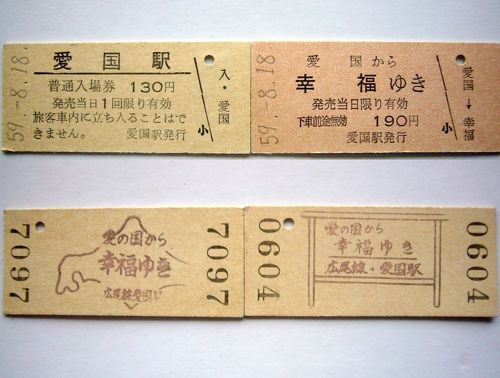 59.-8.18.
愛国駅
普通入場券 130円
発売当日1回限り有効
旅客車内に立ち入ることはで
きません。 愛国駅発行
入・愛国
小
59.-8.18
愛国から
幸福ゆき
発売当日限り有効
下車前途無効 190円
愛国駅発行
愛国→幸福
小
7097
愛の国から
幸福ゆき
広尾線愛国
7097
0604
愛の国から
幸福ゆき
広尾線・愛国駅
0604